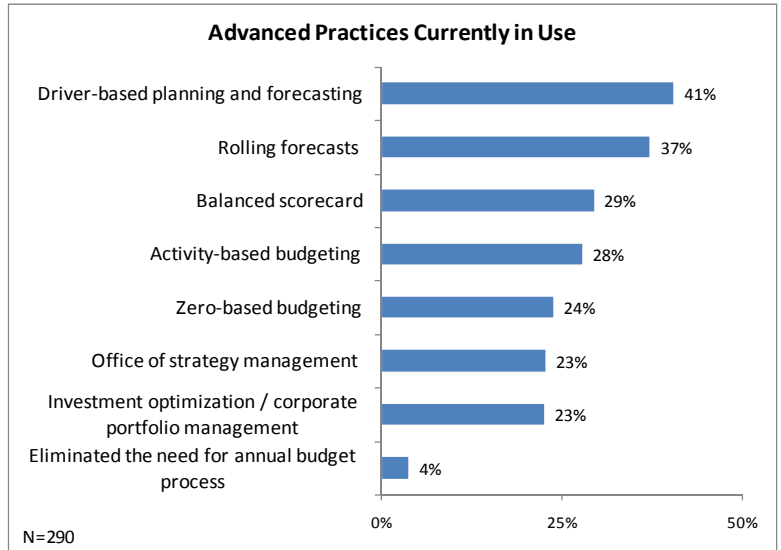 Advanced Practices Currently in Use
Driver-based planning and forecasting 41%
Rolling forecasts 37%
Balanced scorecard 29%
Activity-based budgeting 28%
Zero-based budgeting 24%
Office of strategy management 23%
Investment optimization / corporate
portfolio management 23%
Eliminated the need for annual budget
process 4%
0% 25% 50%
N=290